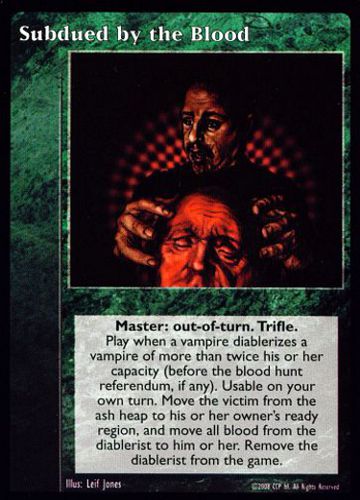 Subdued by the Blood
Master: out-of-turn. Trifle.
Play when a vampire diablerizes a
vampire of more than twice his or her
capacity (before the blood hunt
referendum, if any). Usable on your
own turn. Move the victim from the
ash heap to his or her owner's ready
region, and move all blood from the
diablerist to him or her. Remove the
diablerist from the game.
Illus: Leif Jones
©2008 CCP hf. All Rights Reserved